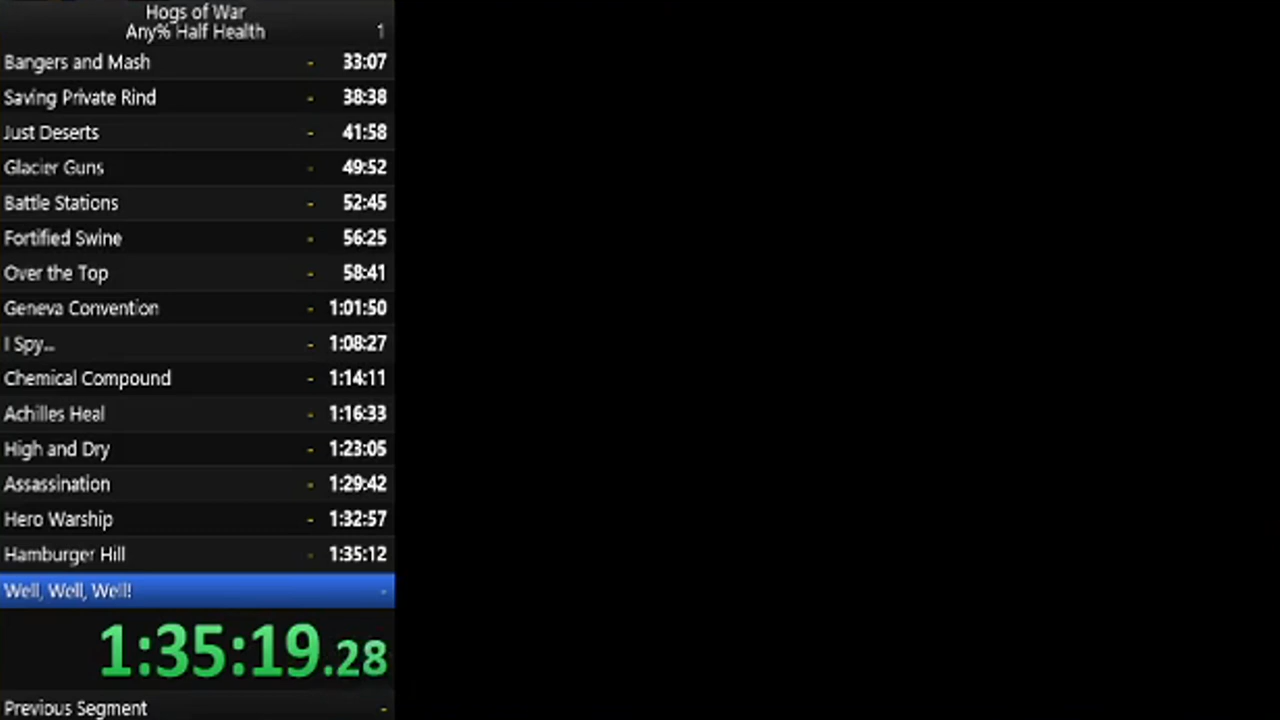 Hogs of War
Any% Half Health 1
Bangers and Mash - 33:07
Saving Private Rind - 38:38
Just Deserts - 41:58
Glacier Guns - 49:52
Battle Stations - 52:45
Fortified Swine - 56:25
Over the Top - 58:41
Geneva Convention - 1:01:50
I Spy... - 1:08:27
Chemical Compound - 1:14:11
Achilles Heal - 1:16:33
High and Dry - 1:23:05
Assassination - 1:29:42
Hero Warship - 1:32:57
Hamburger Hill - 1:35:12
Well, Well, Well! -
1:35:19.28
Previous Segment -